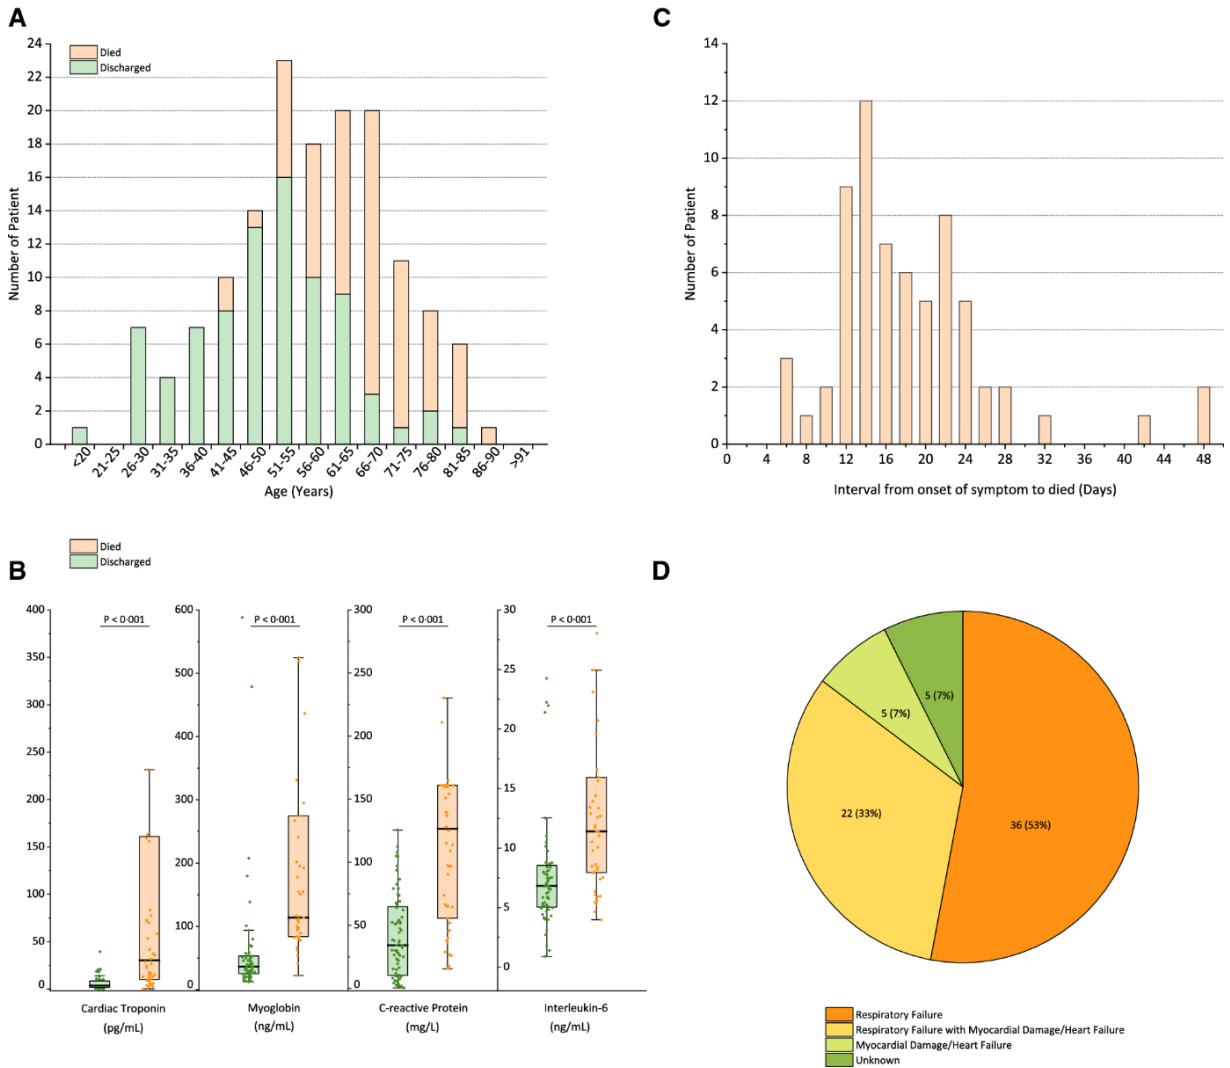 A
24
22
20
18
16
14
12
10
8
6
4
2
0
Died
Discharged
Number of Patient
<20
21-25
26-30
31-35
36-40
41-45
46-50
51-55
56-60
61-65
66-70
71-75
76-80
81-85
86-90
>91
Age (Years)
C
14
12
10
8
6
4
2
0
Number of Patient
0 4 8 12 16 20 24 28 32 36 40 44 48
Interval from onset of symptom to died (Days)
Died
Discharged
B
400
350
300
250
200
150
100
50
0
P < 0·001
Cardiac Troponin
(pg/mL)
600
500
400
300
200
100
0
P < 0·001
Myoglobin
(ng/mL)
300
250
200
150
100
50
0
P < 0·001
C-reactive Protein
(mg/L)
30
25
20
15
10
5
0
P < 0·001
Interleukin-6
(ng/mL)
D
5 (7%)
5 (7%)
22 (33%)
36 (53%)
Respiratory Failure
Respiratory Failure with Myocardial Damage/Heart Failure
Myocardial Damage/Heart Failure
Unknown